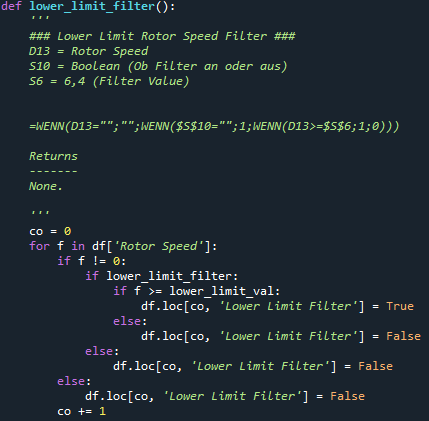 def lower_limit_filter():
    '''
    ### Lower Limit Rotor Speed Filter ###
    D13 = Rotor Speed
    S10 = Boolean (Ob Filter an oder aus)
    S6 = 6,4 (Filter Value)
    =WENN(D13="";"";WENN($S$10="";1;WENN(D13>=$S$6;1;0)))
    Returns
    -------
    None.
    '''
    co = 0
    for f in df['Rotor Speed']:
        if f != 0:
            if lower_limit_filter:
                if f >= lower_limit_val:
                    df.loc[co, 'Lower Limit Filter'] = True
                else:
                    df.loc[co, 'Lower Limit Filter'] = False
            else:
                df.loc[co, 'Lower Limit Filter'] = False
        else:
            df.loc[co, 'Lower Limit Filter'] = False
        co += 1